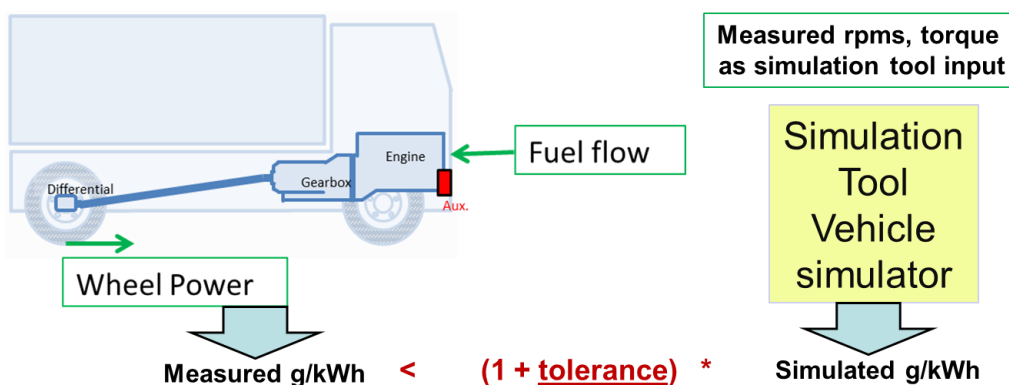 Measured rpms, torque
as simulation tool input
Engine
Fuel flow
Differential
Gearbox
Aux.
Simulation
Tool
Vehicle
simulator
Wheel Power
Measured g/kWh < (1 + tolerance) * Simulated g/kWh